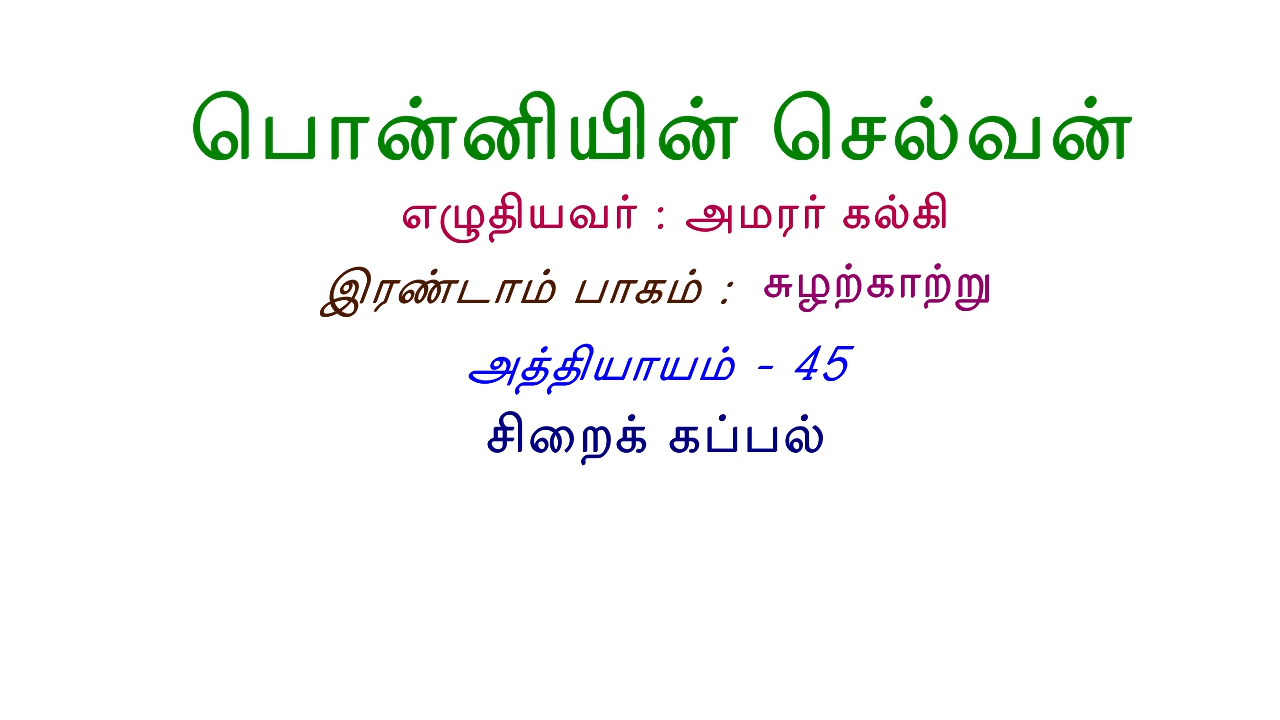 பொன்னியின் செல்வன்
எழுதியவர் : அமரர் கல்கி
இரண்டாம் பாகம் : சுழற்காற்று
அத்தியாயம் - 45
சிறைக் கப்பல்